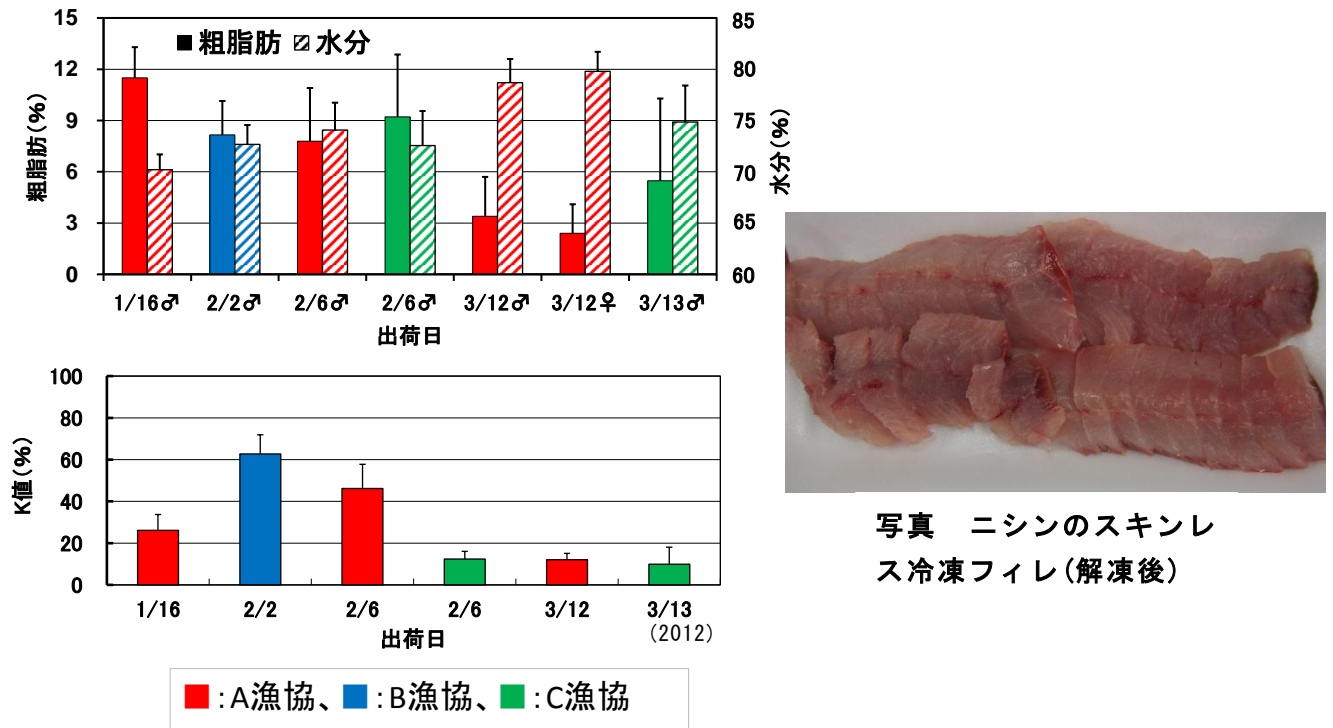 ■粗脂肪 水分
15
12
9
6
3
0
粗脂肪(%)
85
80
75
70
65
60
水分(%)
1/16♂ 2/2♂ 2/6♂ 2/6♂ 3/12♂ 3/12♀ 3/13♂
出荷日
100
80
60
40
20
0
K値(%)
1/16 2/2 2/6 2/6 3/12 3/13
出荷日 (2012)
:A漁協、 :B漁協、 :C漁協
写真 ニシンのスキンレ
ス冷凍フィレ(解凍後)